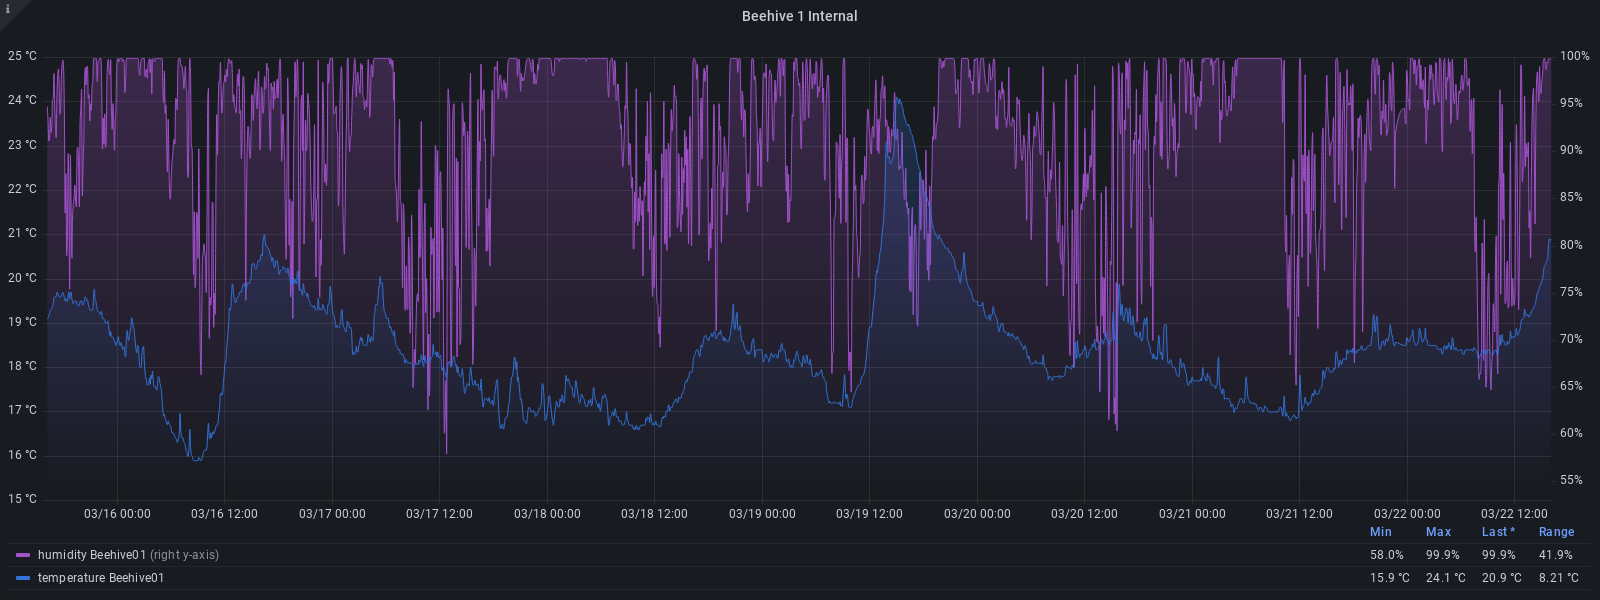 i
Beehive 1 Internal
25 °C 100%
24 °C 95%
23 °C 90%
22 °C 85%
21 °C 80%
20 °C 75%
19 °C 70%
18 °C 65%
17 °C 60%
16 °C 55%
15 °C
03/16 00:00 03/16 12:00 03/17 00:00 03/17 12:00 03/18 00:00 03/18 12:00 03/19 00:00 03/19 12:00 03/20 00:00 03/20 12:00 03/21 00:00 03/21 12:00 03/22 00:00 03/22 12:00
Min Max Last * Range
humidity Beehive01 (right y-axis) 58.0% 99.9% 99.9% 41.9%
temperature Beehive01 15.9 °C 24.1 °C 20.9 °C 8.21 °C